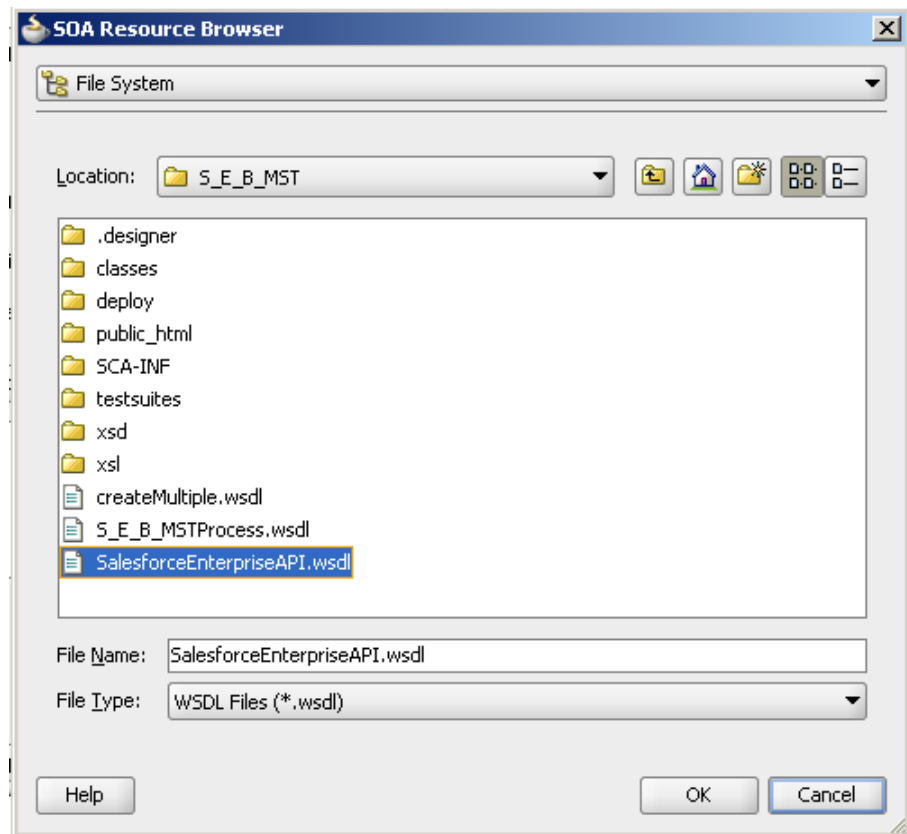 SOA Resource Browser
File System
Location: S_E_B_MST
.designer
classes
deploy
public_html
SCA-INF
testsuites
xsd
xsl
createMultiple.wsdl
S_E_B_MSTProcess.wsdl
SalesforceEnterpriseAPI.wsdl
File Name: SalesforceEnterpriseAPI.wsdl
File Type: WSDL Files (*.wsdl)
Help OK Cancel